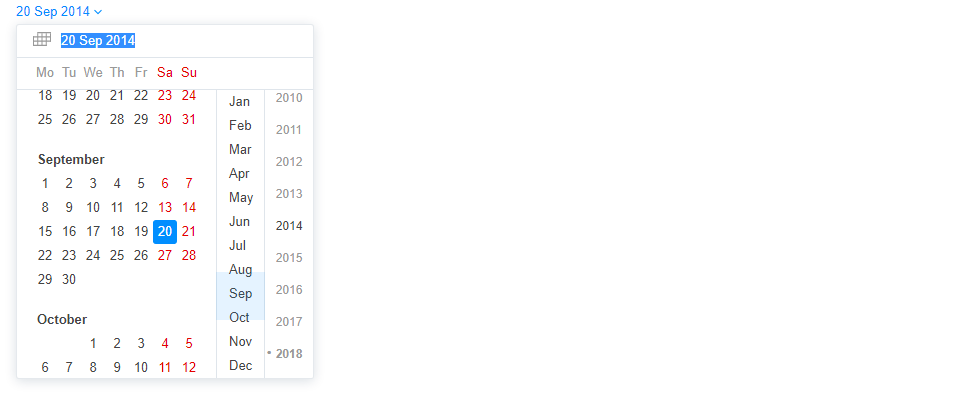 20 Sep 2014
20 Sep 2014
Mo Tu We Th Fr Sa Su
18 19 20 21 22 23 24
25 26 27 28 29 30 31
September
1 2 3 4 5 6 7
8 9 10 11 12 13 14
15 16 17 18 19 20 21
22 23 24 25 26 27 28
29 30
October
1 2 3 4 5
6 7 8 9 10 11 12
Jan
Feb
Mar
Apr
May
Jun
Jul
Aug
Sep
Oct
Nov
Dec
2010
2011
2012
2013
2014
2015
2016
2017
• 2018